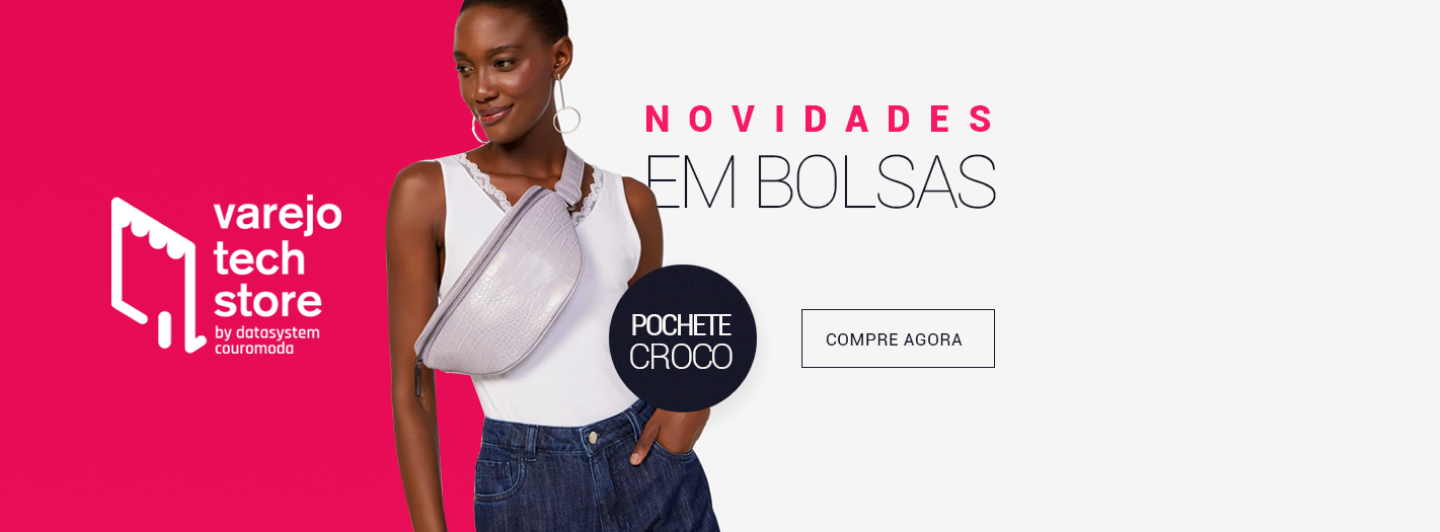 varejo
tech
store
by datasystem
couromoda
NOVIDADES
EM BOLSAS
POCHETE
CROCO
COMPRE AGORA